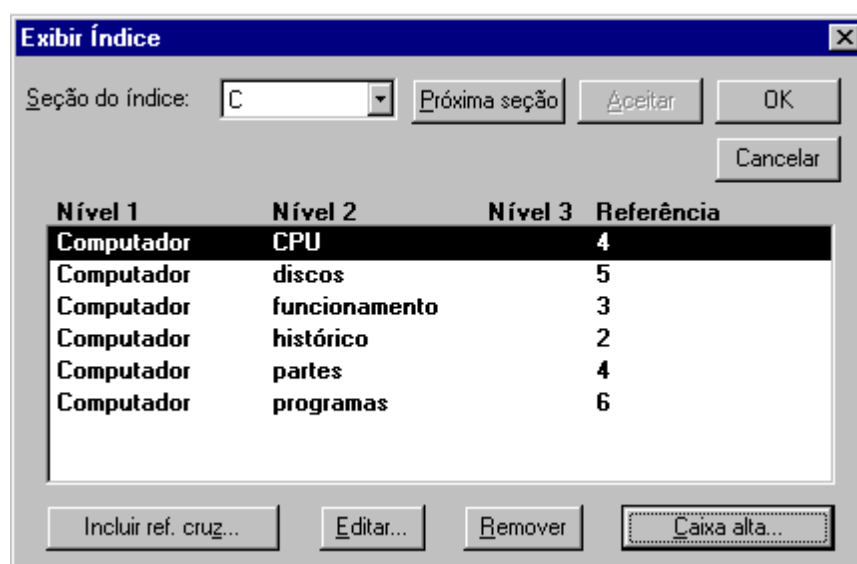 Exibir Índice
Seção do índice: C Próxima seção Aceitar OK
Cancelar
Nível 1 Nível 2 Nível 3 Referência
Computador CPU 4
Computador discos 5
Computador funcionamento 3
Computador histórico 2
Computador partes 4
Computador programas 6
Incluir ref. cruz... Editar... Remover Caixa alta...